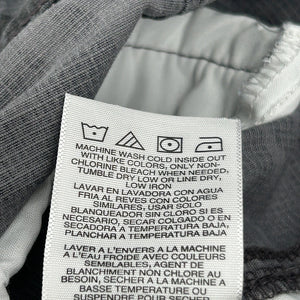 MACHINE WASH COLD INSIDE OUT
WITH LIKE COLORS, ONLY NON-
CHLORINE BLEACH WHEN NEEDED,
TUMBLE DRY LOW OR LINE DRY,
LOW IRON
LAVAR EN LAVADORA CON AGUA
FRIA AL REVES CON COLORES
SIMILARES, USAR SOLO
BLANQUEADOR SIN CLORO SI ES
NECESARIO, SECAR COLGADO O EN
SECADORA A TEMPERATURA BAJA,
PLANCHAR A TEMPERATURA BAJA
LAVER A L'ENVERS A LA MACHINE
A L'EAU FROIDE AVEC COULEURS
SEMBLABLES, AGENT DE
BLANCHIMENT NON CHLORE AU
BESOIN, SECHER A LA MACHINE A
BASSE TEMPERATURE OU
SUSPENDRE POUR SECHER